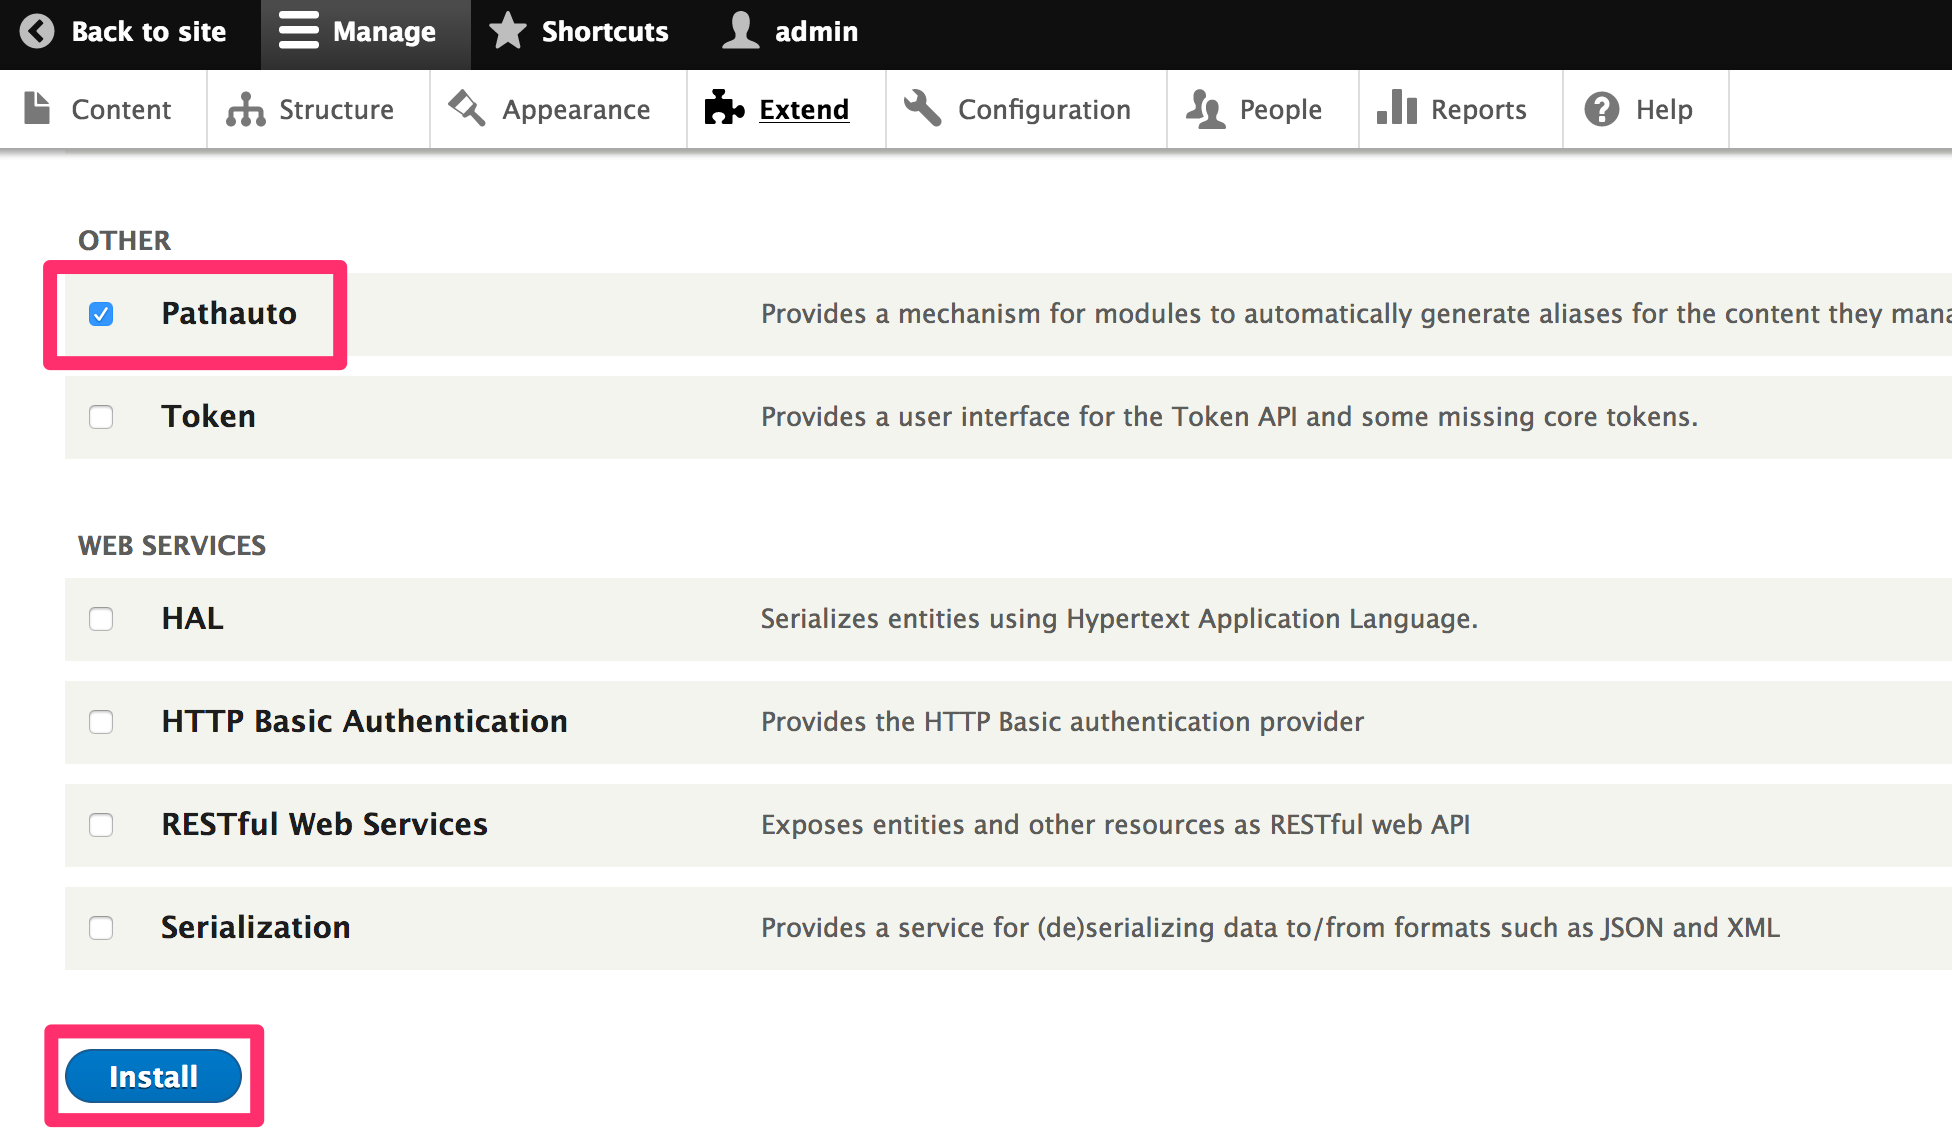 Back to site Manage Shortcuts admin
Content Structure Appearance Extend Configuration People Reports Help
OTHER
Pathauto Provides a mechanism for modules to automatically generate aliases for the content they mana
Token Provides a user interface for the Token API and some missing core tokens.
WEB SERVICES
HAL Serializes entities using Hypertext Application Language.
HTTP Basic Authentication Provides the HTTP Basic authentication provider
RESTful Web Services Exposes entities and other resources as RESTful web API
Serialization Provides a service for (de)serializing data to/from formats such as JSON and XML
Install